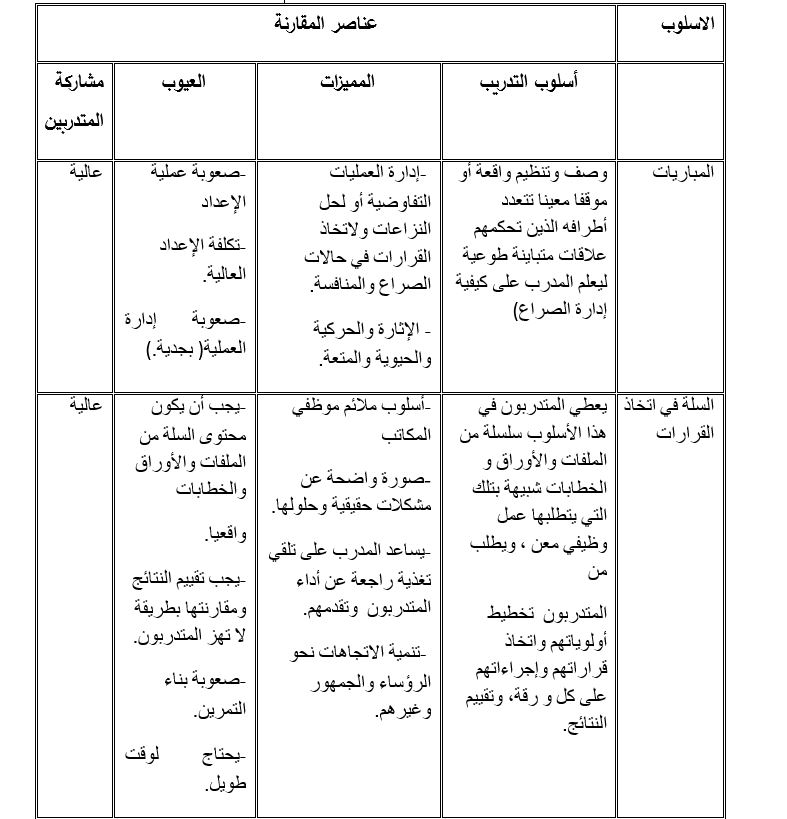 الاسلوب
عناصر المقارنة
أسلوب التدريب
المميزات
العيوب
مشاركة
المتدربين
المباريات
وصف وتنظيم واقعة أو
موقفا معينا تتعدد
أطرافه الذين تحكمهم
علاقات متباينة طوعية
ليعلم المدرب على كيفية
إدارة الصراع)
-إدارة العمليات
التفاوضية أو لحل
النزاعات ولاتخاذ
القرارات في حالات
الصراع والمنافسة.
- الإثارة والحركية
والحيوية والمتعة.
-صعوبة عملية
الإعداد
-تكلفة الإعداد
العالية.
-صعوبة إدارة
العملية( بجدية.)
عالية
السلة في اتخاذ
القرارات
يعطي المتدربون في
هذا الأسلوب سلسلة من
الملفات والأوراق و
الخطابات شبيهة بتلك
التي يتطلبها عمل
وظيفي معن ، ويطلب
من
المتدربون تخطيط
أولوياتهم واتخاذ
قراراتهم وإجراءاتهم
على كل و رقة، وتقييم
النتائج.
-أسلوب ملائم موظفي
المكاتب
-صورة واضحة عن
مشكلات حقيقية وحلولها.
-يساعد المدرب على تلقي
تغذية راجعة عن أداء
المتدربون وتقدمهم.
-تنمية الاتجاهات نحو
الرؤساء والجمهور
وغيرهم.
-يجب أن يكون
محتوى السلة من
الملفات والأوراق
والخطابات
واقعيا.
-يجب تقييم النتائج
ومقارنتها بطريقة
لا تهز المتدربون.
-صعوبة بناء
التمرين.
-يحتاج لوقت
طويل.
عالية